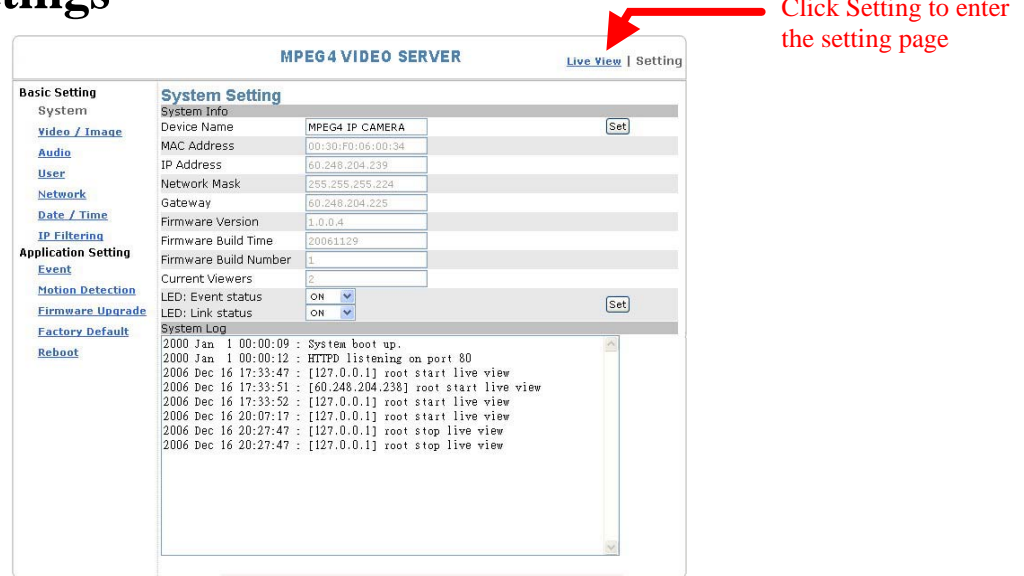 Click Setting to enter
the setting page
MPEG4 VIDEO SERVER
Live View | Setting
Basic Setting
System
Video / Image
Audio
User
Network
Date / Time
IP Filtering
Application Setting
Event
Motion Detection
Firmware Upgrade
Factory Default
Reboot
System Setting
System Info
Device Name MPEG4 IP CAMERA Set
MAC Address 00:30:F0:06:00:34
IP Address 60.248.204.239
Network Mask 255.255.255.224
Gateway 60.248.204.225
Firmware Version 1.0.0.4
Firmware Build Time 20061129
Firmware Build Number 1
Current Viewers 2
LED: Event status ON
LED: Link status ON Set
System Log
2000 Jan 1 00:00:09 : System boot up.
2000 Jan 1 00:00:12 : HTTPD listening on port 80
2006 Dec 16 17:33:47 : [127.0.0.1] root start live view
2006 Dec 16 17:33:51 : [60.248.204.238] root start live view
2006 Dec 16 17:33:52 : [127.0.0.1] root start live view
2006 Dec 16 20:07:17 : [127.0.0.1] root start live view
2006 Dec 16 20:27:47 : [127.0.0.1] root stop live view
2006 Dec 16 20:27:47 : [127.0.0.1] root stop live view